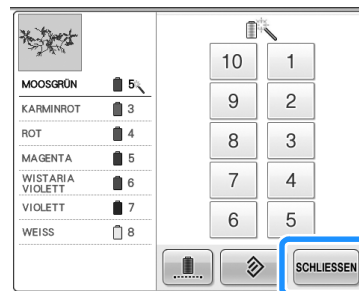 MOOSGRÜN 5
KARMINROT 3
ROT 4
MAGENTA 5
WISTARIA
VIOLETT 6
VIOLETT 7
WEISS 8
10 1
9 2
8 3
7 4
6 5
SCHLIESSEN